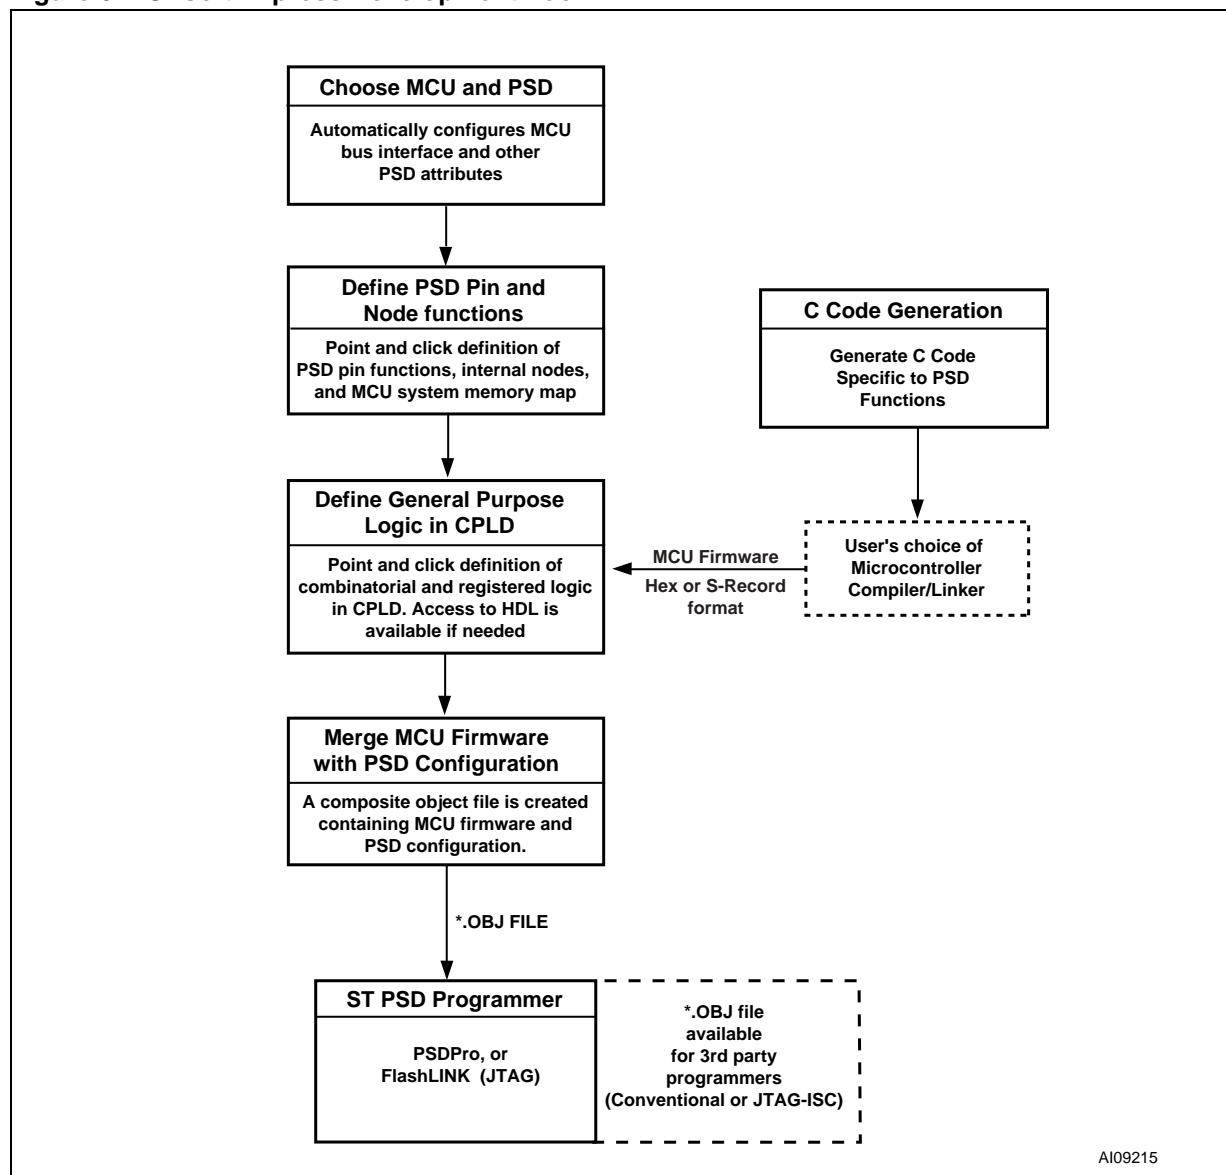 Choose MCU and PSD
Automatically configures MCU
bus interface and other
PSD attributes
Define PSD Pin and
Node functions
Point and click definition of
PSD pin functions, internal nodes,
and MCU system memory map
C Code Generation
Generate C Code
Specific to PSD
Functions
Define General Purpose
Logic in CPLD
Point and click definition of
combinatorial and registered logic
in CPLD. Access to HDL is
available if needed
MCU Firmware
Hex or S-Record
format
User's choice of
Microcontroller
Compiler/Linker
Merge MCU Firmware
with PSD Configuration
A composite object file is created
containing MCU firmware and
PSD configuration.
*.OBJ FILE
ST PSD Programmer
PSDPro, or
FlashLINK (JTAG)
*.OBJ file
available
for 3rd party
programmers
(Conventional or JTAG-ISC)
AI09215